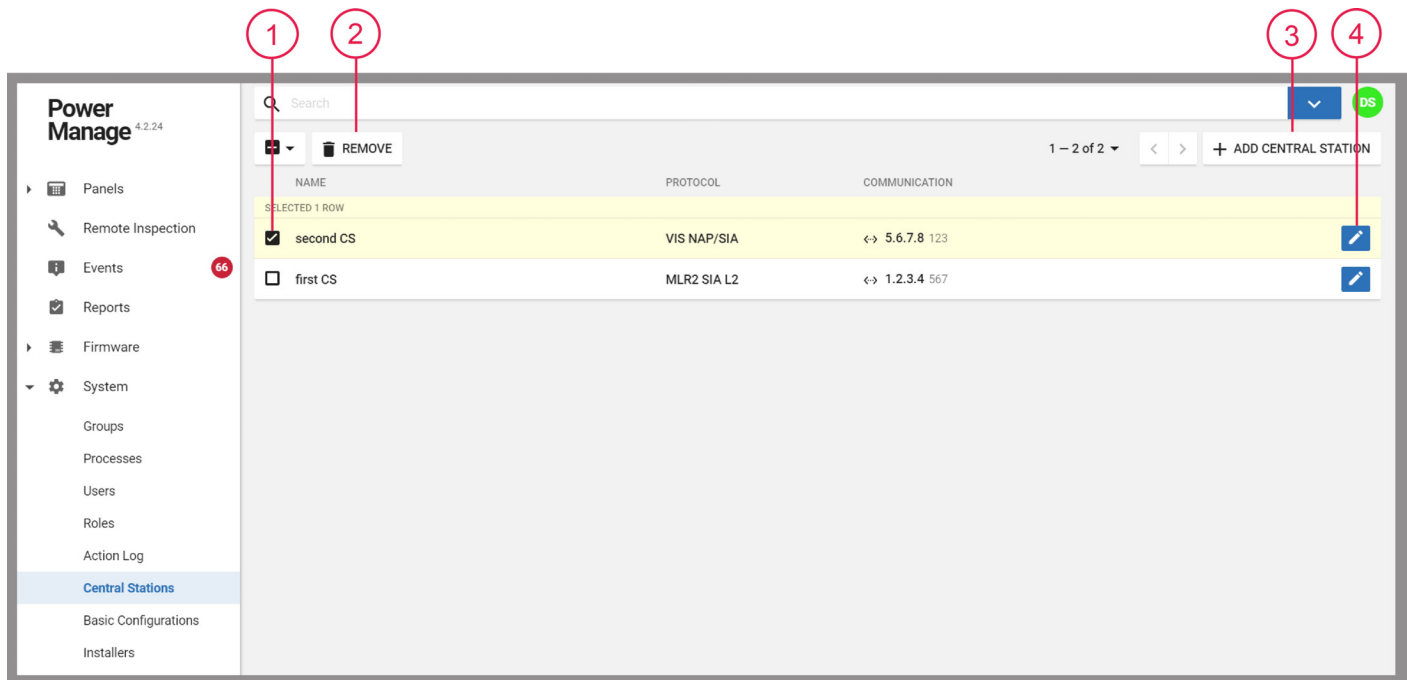 1 2 3 4
Power
Manage 4.2.24
Search
DS
REMOVE
1 – 2 of 2
ADD CENTRAL STATION
NAME PROTOCOL COMMUNICATION
SELECTED 1 ROW
second CS VIS NAP/SIA 5.6.7.8 123
first CS MLR2 SIA L2 1.2.3.4 567
Panels
Remote Inspection
Events 66
Reports
Firmware
System
Groups
Processes
Users
Roles
Action Log
Central Stations
Basic Configurations
Installers